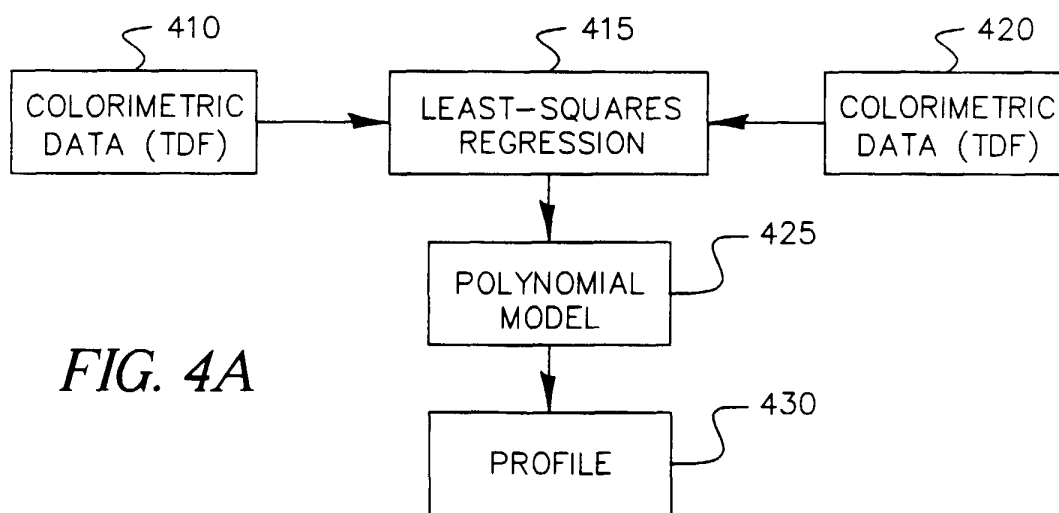 410
415
420
COLORIMETRIC
DATA (TDF)
LEAST-SQUARES
REGRESSION
COLORIMETRIC
DATA (TDF)
425
POLYNOMIAL
MODEL
FIG. 4A
430
PROFILE